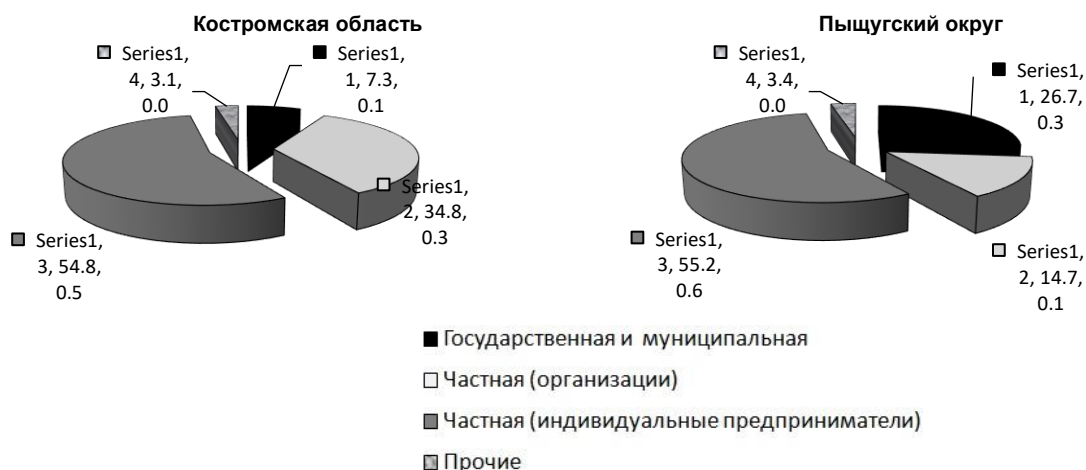 Костромская область
Series1,
4, 3.1,
0.0
Series1,
1, 7.3,
0.1
Series1,
2, 34.8,
0.3
Series1,
3, 54.8,
0.5
Пыщугский округ
Series1,
4, 3.4,
0.0
Series1,
1, 26.7,
0.3
Series1,
3, 55.2,
0.6
Series1,
2, 14.7,
0.1
Государственная и муниципальная
Частная (организации)
Частная (индивидуальные предприниматели)
Прочие